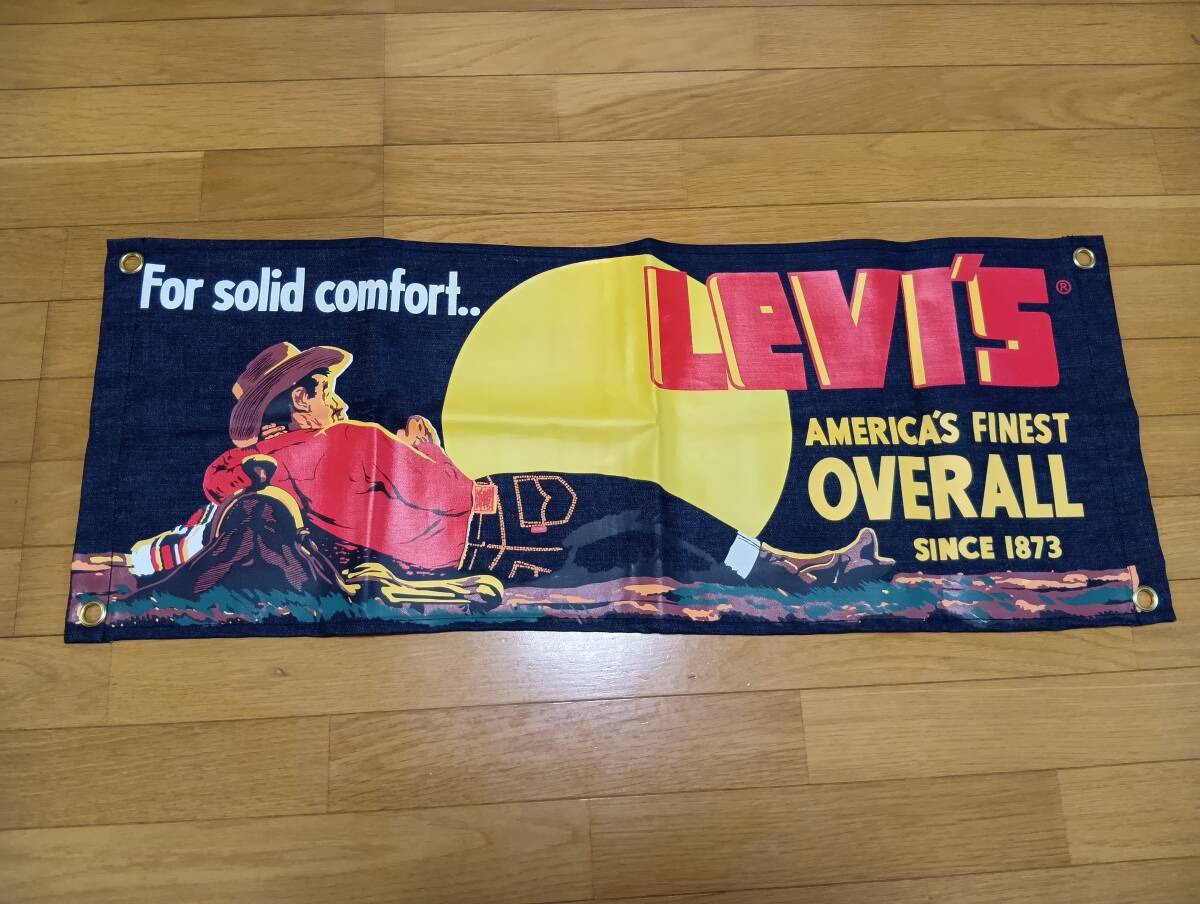 For solid comfort..
LEVI'S®
AMERICA'S FINEST
OVERALL
SINCE 1873